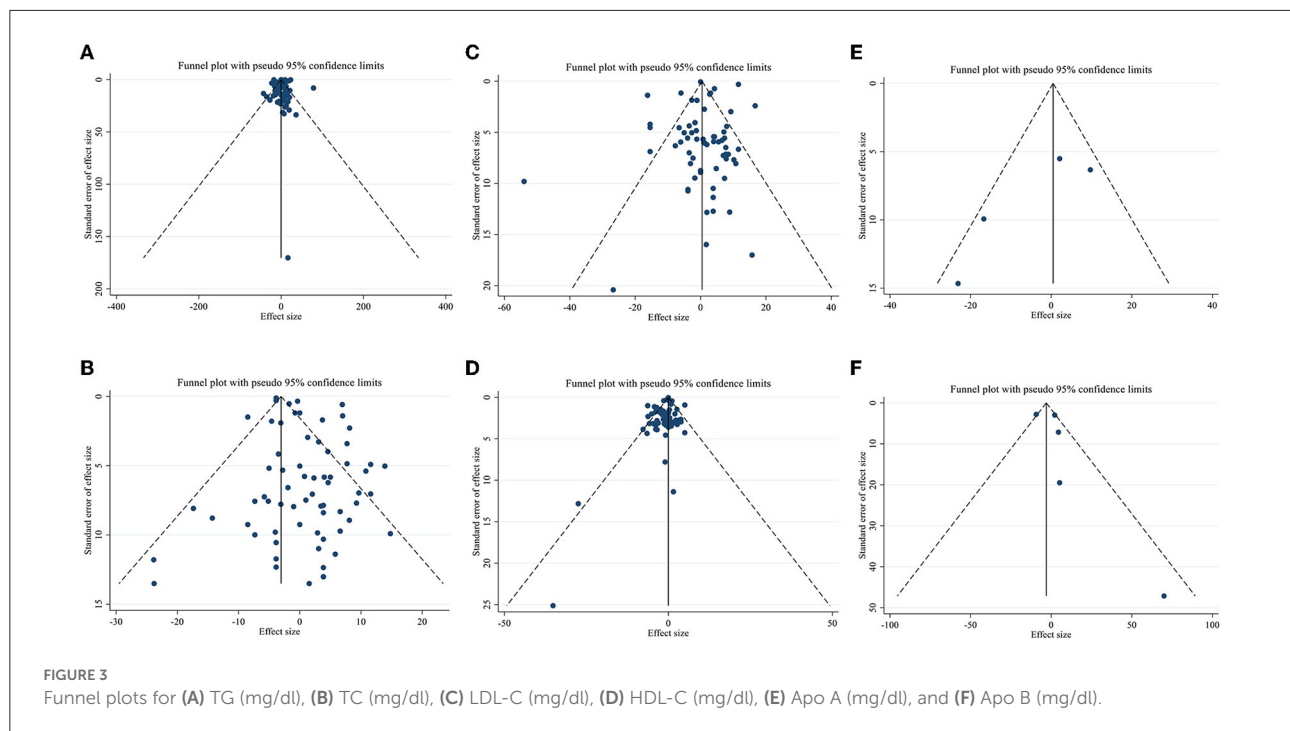 A
Funnel plot with pseudo 95% confidence limits
Standard error of effect size
0
50
100
150
200
-400
-200
0
200
400
Effect size
B
Funnel plot with pseudo 95% confidence limits
Standard error of effect size
0
5
10
15
-30
-20
-10
0
10
20
Effect size
C
Funnel plot with pseudo 95% confidence limits
Standard error of effect size
0
5
10
15
20
-60
-40
-20
0
20
40
Effect size
D
Funnel plot with pseudo 95% confidence limits
Standard error of effect size
0
5
10
15
20
25
-50
0
50
Effect size
E
Funnel plot with pseudo 95% confidence limits
Standard error of effect size
0
5
10
15
-40
-20
0
20
40
Effect size
F
Funnel plot with pseudo 95% confidence limits
Standard error of effect size
0
10
20
30
40
50
-100
-50
0
50
100
Effect size
FIGURE 3
Funnel plots for (A) TG (mg/dl), (B) TC (mg/dl), (C) LDL-C (mg/dl), (D) HDL-C (mg/dl), (E) Apo A (mg/dl), and (F) Apo B (mg/dl).